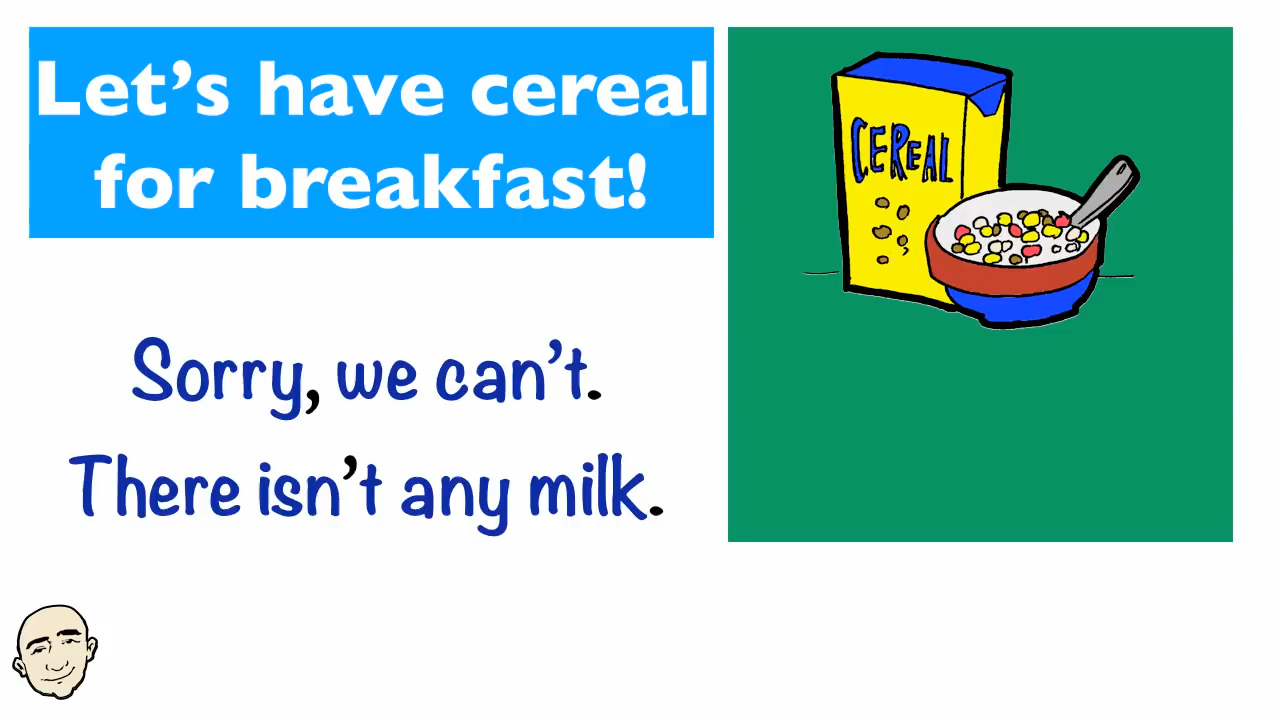 Let’s have cereal
for breakfast!
CEREAL
Sorry, we can’t.
There isn’t any milk.